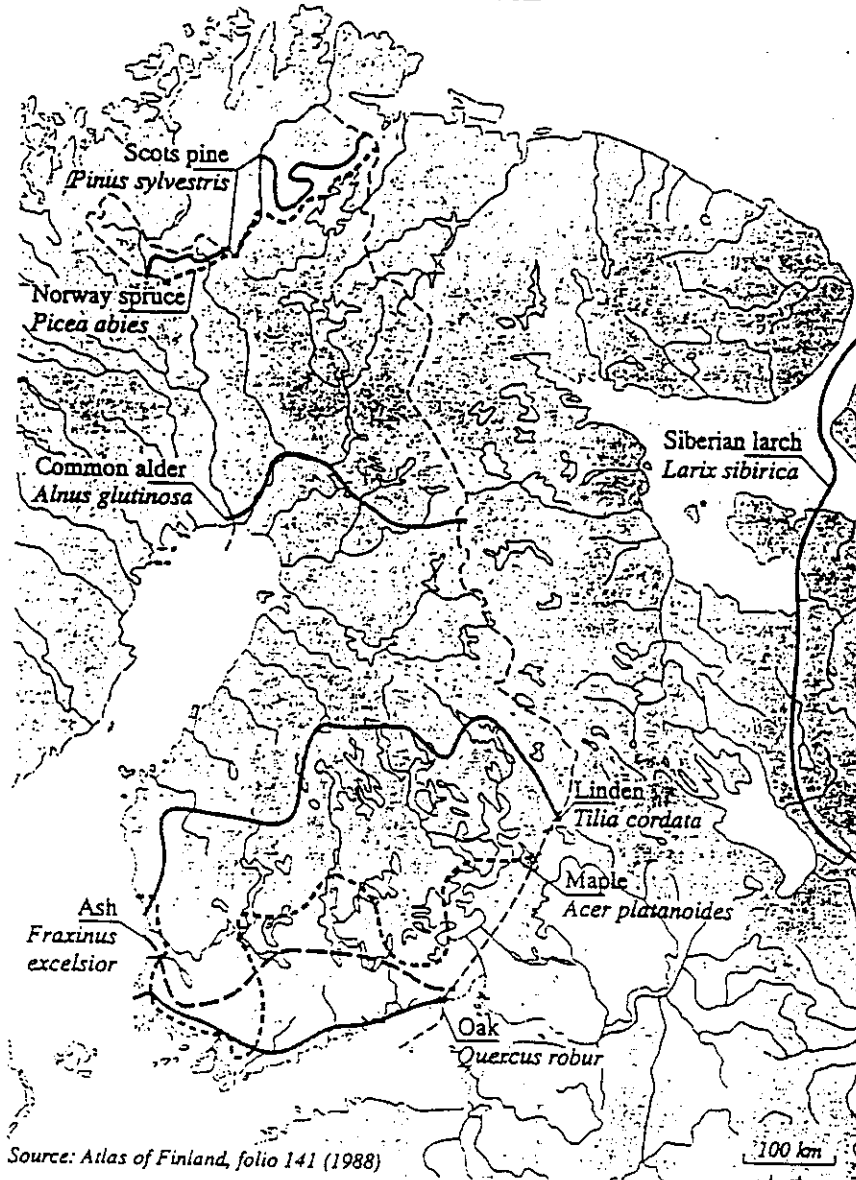 Scots pine
Pinus sylvestris
Norway spruce
Picea abies
Common alder
Alnus glutinosa
Siberian larch
Larix sibirica
Linden
Tilia cordata
Maple
Acer platanoides
Ash
Fraxinus
excelsior
Oak
Quercus robur
Source: Atlas of Finland, folio 141 (1988)
100 km